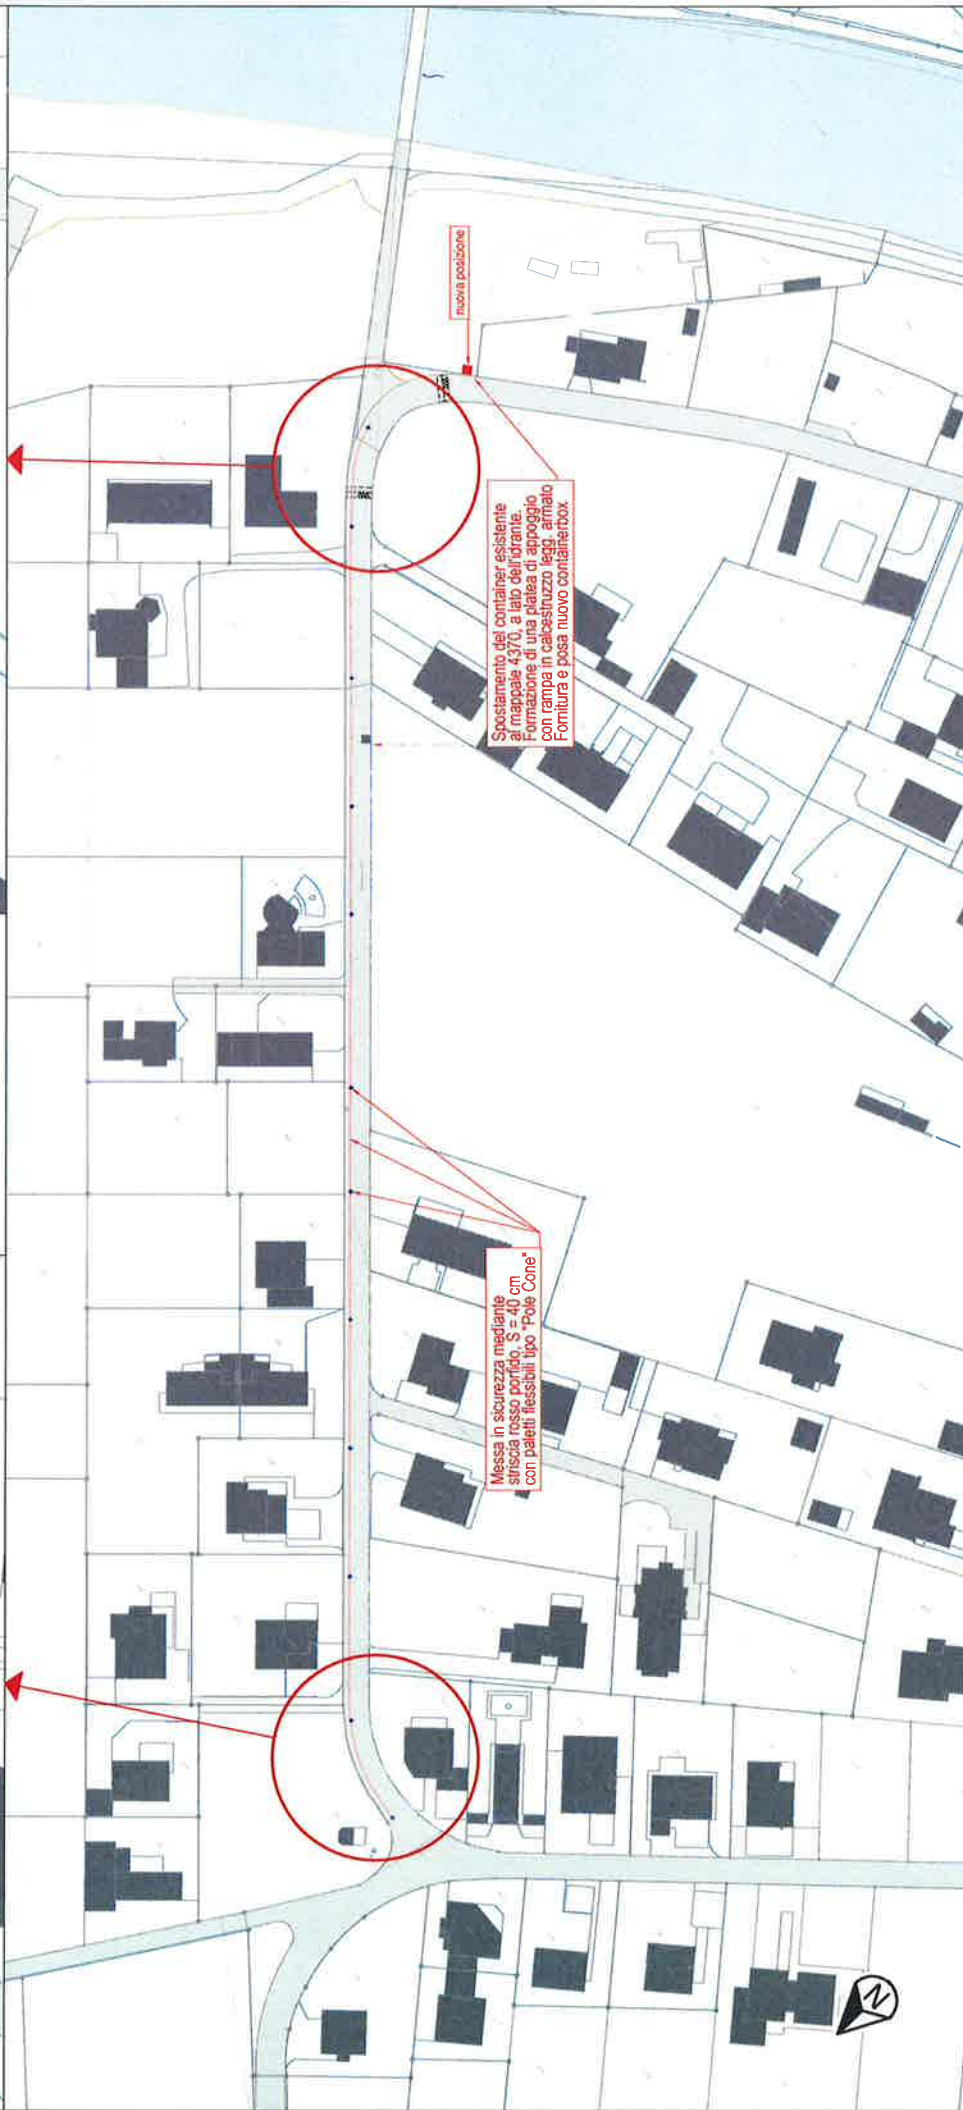 nuova posizione
Spostamento del container esistente
al mappale 4370, a lato dell'idrante.
Formazione di una platea di appoggio
con rampa in calcestruzzo legg. armato
Fornitura e posa nuovo containerbox
Messa in sicurezza mediante
striscia rosso porfido, S = 40 cm
con paletti flessibili tipo "Pole Cone"
N